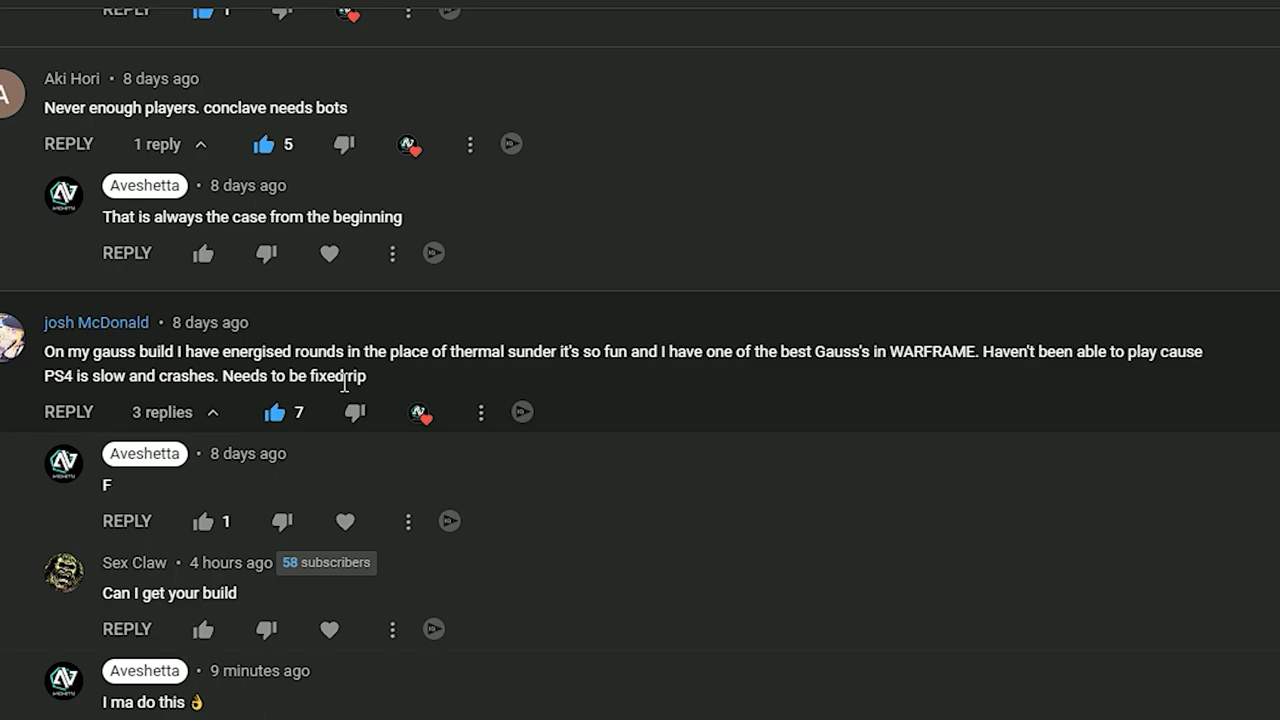 REPLY 1
Aki Hori • 8 days ago
A
Never enough players. conclave needs bots
REPLY 1 reply 5
Aveshetta • 8 days ago
That is always the case from the beginning
REPLY
josh McDonald • 8 days ago
On my gauss build I have energised rounds in the place of thermal sunder it's so fun and I have one of the best Gauss's in WARFRAME. Haven't been able to play cause
PS4 is slow and crashes. Needs to be fixed rip
REPLY 3 replies 7
Aveshetta • 8 days ago
F
REPLY 1
Sex Claw • 4 hours ago 58 subscribers
Can I get your build
REPLY
Aveshetta • 9 minutes ago
I ma do this 👌